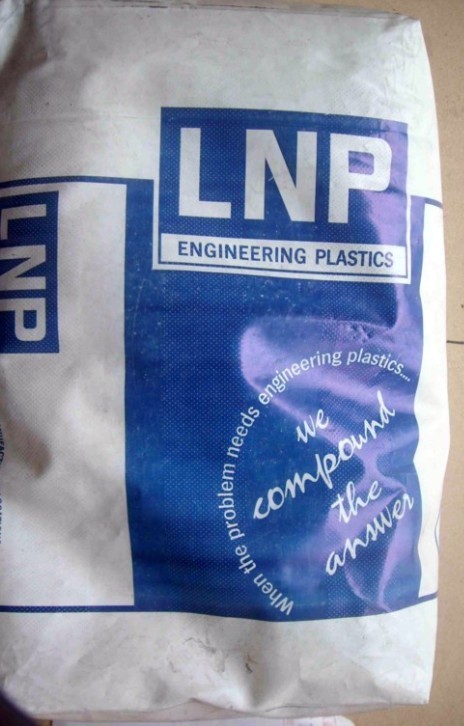 LNP
ENGINEERING PLASTICS
LNP
When the problem needs engineering plastics...
we
compound
the
answer